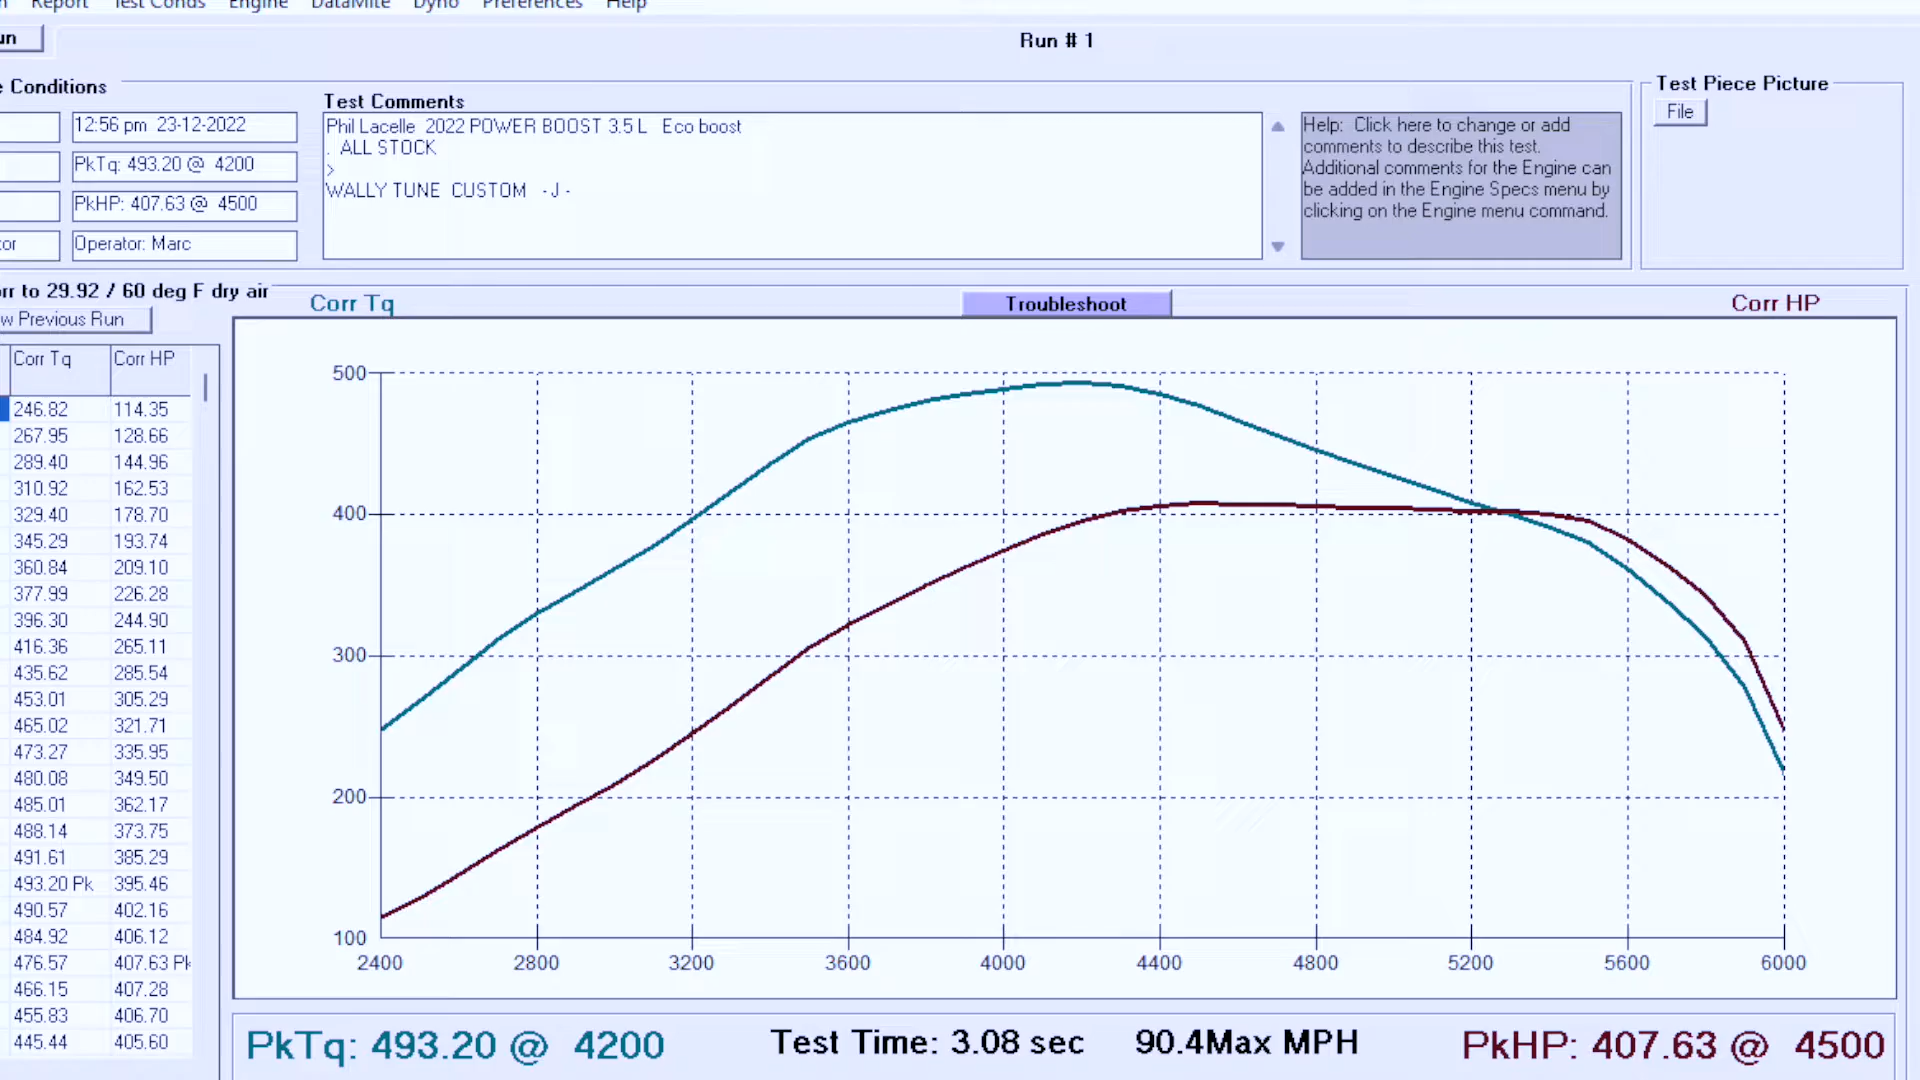 Report Test Conds Engine DataMite Dyno Preferences Help
Run # 1
Conditions
12:56 pm 23-12-2022
PkTq: 493.20 @ 4200
PkHP: 407.63 @ 4500
Operator: Marc
Test Comments
Phil Lacelle 2022 POWER BOOST 3.5 L Eco boost
. ALL STOCK
>
WALLY TUNE CUSTOM - J -
Help: Click here to change or add
comments to describe this test.
Additional comments for the Engine can
be added in the Engine Specs menu by
clicking on the Engine menu command.
Test Piece Picture
File
to 29.92 / 60 deg F dry air
Previous Run
Corr Tq
Troubleshoot
Corr HP
Corr Tq Corr HP
246.82 114.35
267.95 128.66
289.40 144.96
310.92 162.53
329.40 178.70
345.29 193.74
360.84 209.10
377.99 226.28
396.30 244.90
416.36 265.11
435.62 285.54
453.01 305.29
465.02 321.71
473.27 335.95
480.08 349.50
485.01 362.17
488.14 373.75
491.61 385.29
493.20 Pk 395.46
490.57 402.16
484.92 406.12
476.57 407.63 Pk
466.15 407.28
455.83 406.70
445.44 405.60
500
400
300
200
100
2400 2800 3200 3600 4000 4400 4800 5200 5600 6000
PkTq: 493.20 @ 4200
Test Time: 3.08 sec 90.4Max MPH
PkHP: 407.63 @ 4500